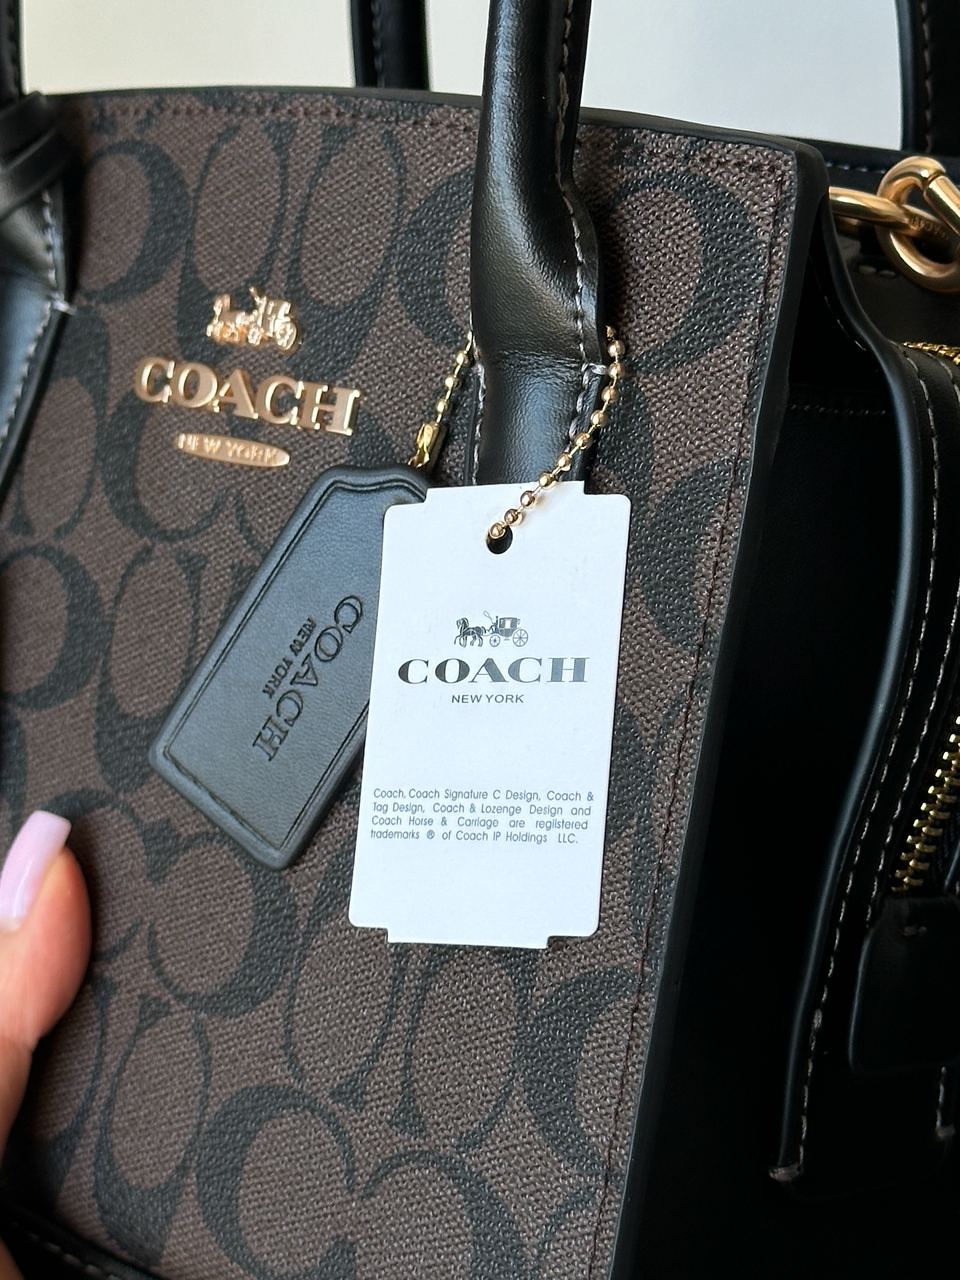 COACH
NEW YORK
COACH
NEW YORK
COACH
NEW YORK
Coach, Coach Signature C Design, Coach &
Tag Design, Coach & Lozenge Design and
Coach Horse & Carriage are registered
trademarks ® of Coach IP Holdings LLC.